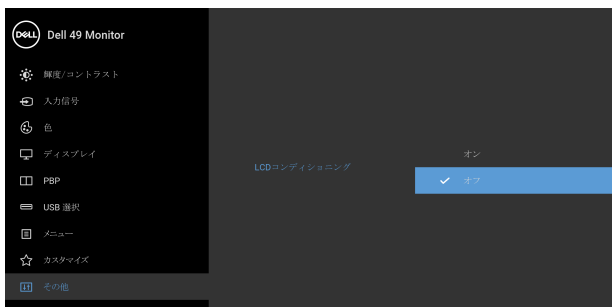 DELL
Dell 49 Monitor
輝度/コントラスト
入力信号
色
ディスプレイ
PBP
USB 選択
メニュー
カスタマイズ
その他
LCDコンディショニング
オン
オフ